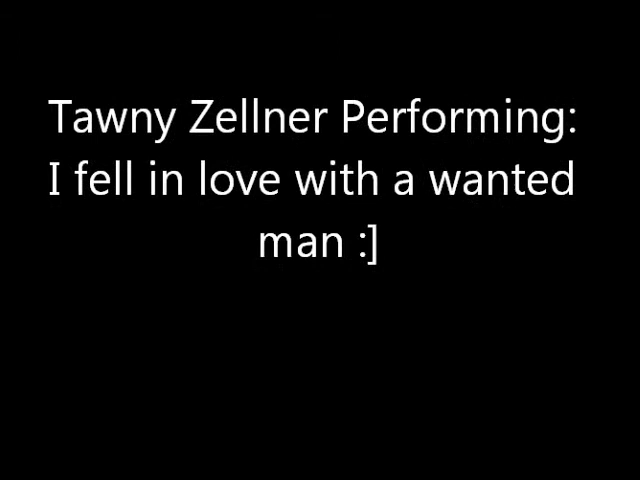 Tawny Zellner Performing:
I fell in love with a wanted
man :]